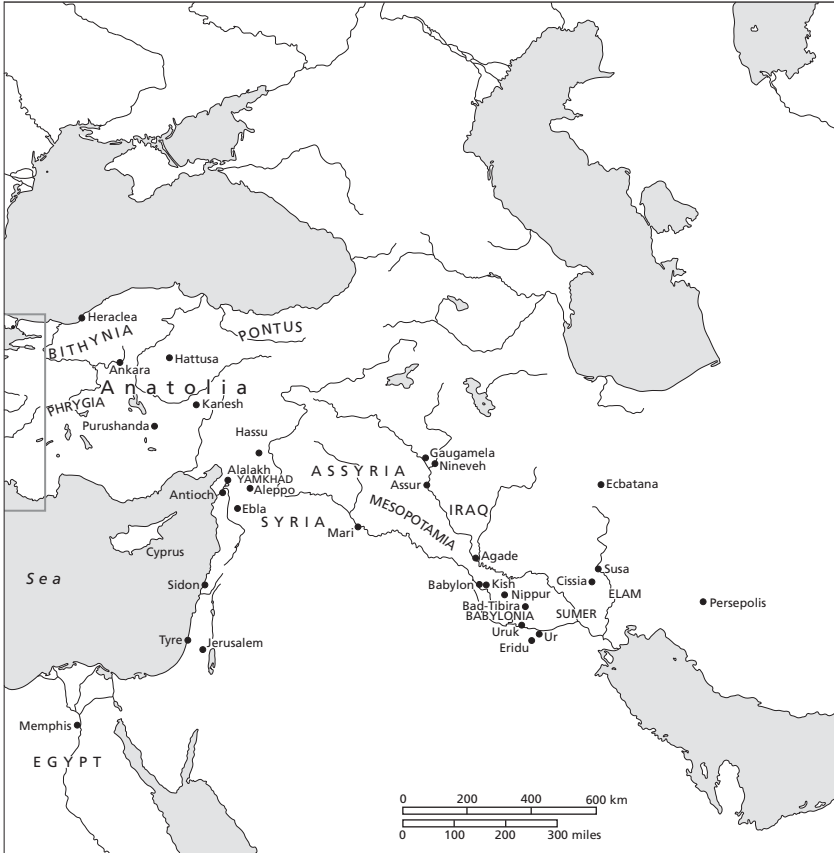 Heraclea
BITHYNIA
PONTUS
Ankara
Hattusa
Anatolia
PHRYGIA
Kanesh
Purushanda
Hassu
Gaugamela
Nineveh
Alalakh
YAMKHAD
ASSYRIA
Antioch
Aleppo
Assur
Ecbatana
Ebla
SYRIA
MESOPOTAMIA
IRAQ
Mari
Cyprus
Agade
Sea
Sidon
Babylon
Kish
Susa
Cissia
Nippur
ELAM
Bad-Tibira
BABYLONIA
SUMER
Persepolis
Uruk
Ur
Eridu
Tyre
Jerusalem
Memphis
EGYPT
0 200 400 600 km
0 100 200 300 miles